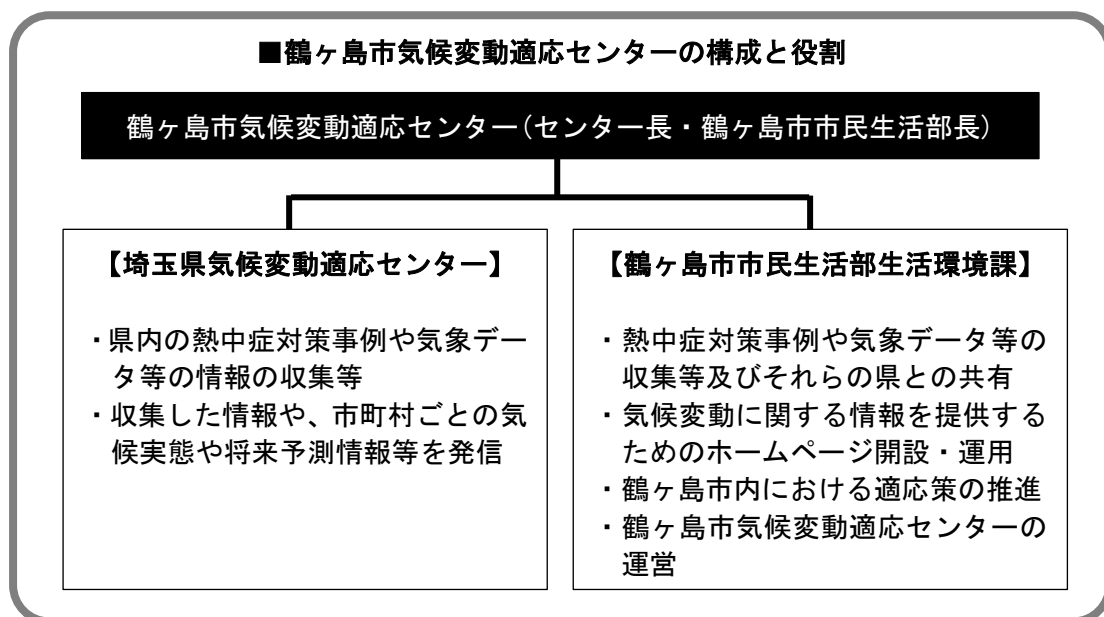 ■鶴ヶ島市気候変動適応センターの構成と役割
鶴ヶ島市気候変動適応センター(センター長・鶴ヶ島市市民生活部長)
【埼玉県気候変動適応センター】
・県内の熱中症対策事例や気象デー
タ等の情報の収集等
・収集した情報や、市町村ごとの気
候実態や将来予測情報等を発信
【鶴ヶ島市市民生活部生活環境課】
・熱中症対策事例や気象データ等の
収集等及びそれらの県との共有
・気候変動に関する情報を提供する
ためのホームページ開設・運用
・鶴ヶ島市内における適応策の推進
・鶴ヶ島市気候変動適応センターの
運営